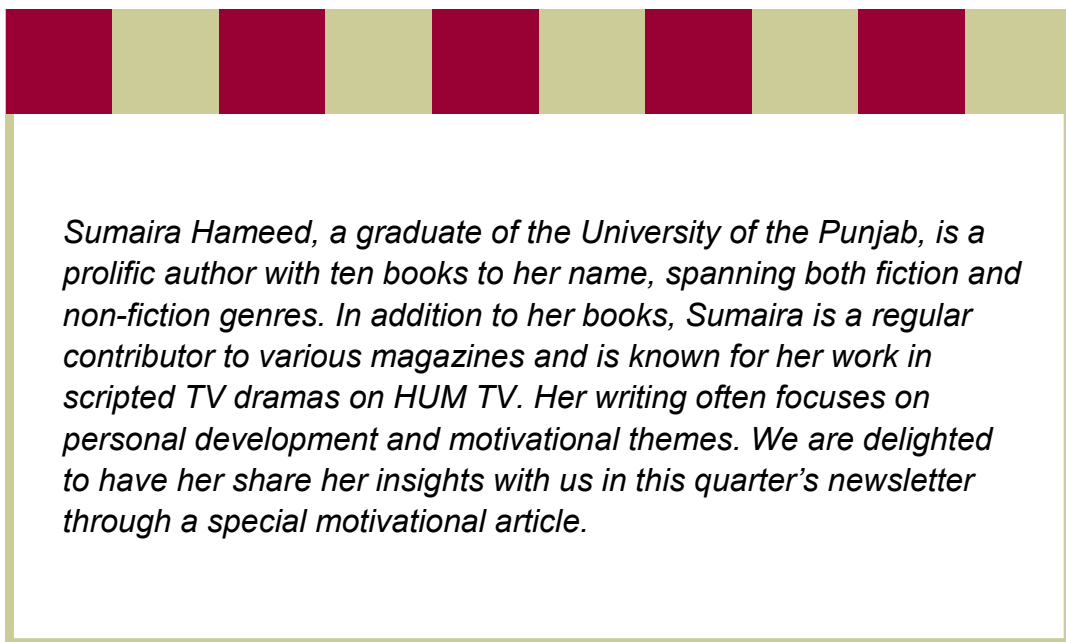 Sumaira Hameed, a graduate of the University of the Punjab, is a
prolific author with ten books to her name, spanning both fiction and
non-fiction genres. In addition to her books, Sumaira is a regular
contributor to various magazines and is known for her work in
scripted TV dramas on HUM TV. Her writing often focuses on
personal development and motivational themes. We are delighted
to have her share her insights with us in this quarter’s newsletter
through a special motivational article.